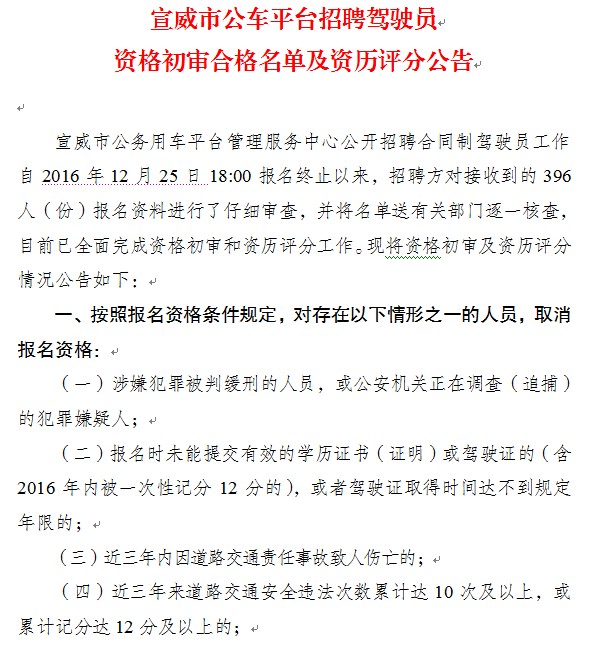 宣威市公车平台招聘驾驶员
资格初审合格名单及资历评分公告
宣威市公务用车平台管理服务中心公开招聘合同制驾驶员工作
自 2016 年 12 月 25 日 18:00 报名终止以来，招聘方对接收到的 396
人（份）报名资料进行了仔细审查，并将名单送有关部门逐一核查，
目前已全面完成资格初审和资历评分工作。现将资格初审及资历评分
情况公告如下：
一、按照报名资格条件规定，对存在以下情形之一的人员，取消
报名资格：
（一）涉嫌犯罪被判缓刑的人员，或公安机关正在调查（追捕）
的犯罪嫌疑人；
（二）报名时未能提交有效的学历证书（证明）或驾驶证的（含
2016 年内被一次性记分 12 分的），或者驾驶证取得时间达不到规定
年限的；
（三）近三年内因道路交通责任事故致人伤亡的；
（四）近三年来道路交通安全违法次数累计达 10 次及以上，或
累计记分达 12 分及以上的；